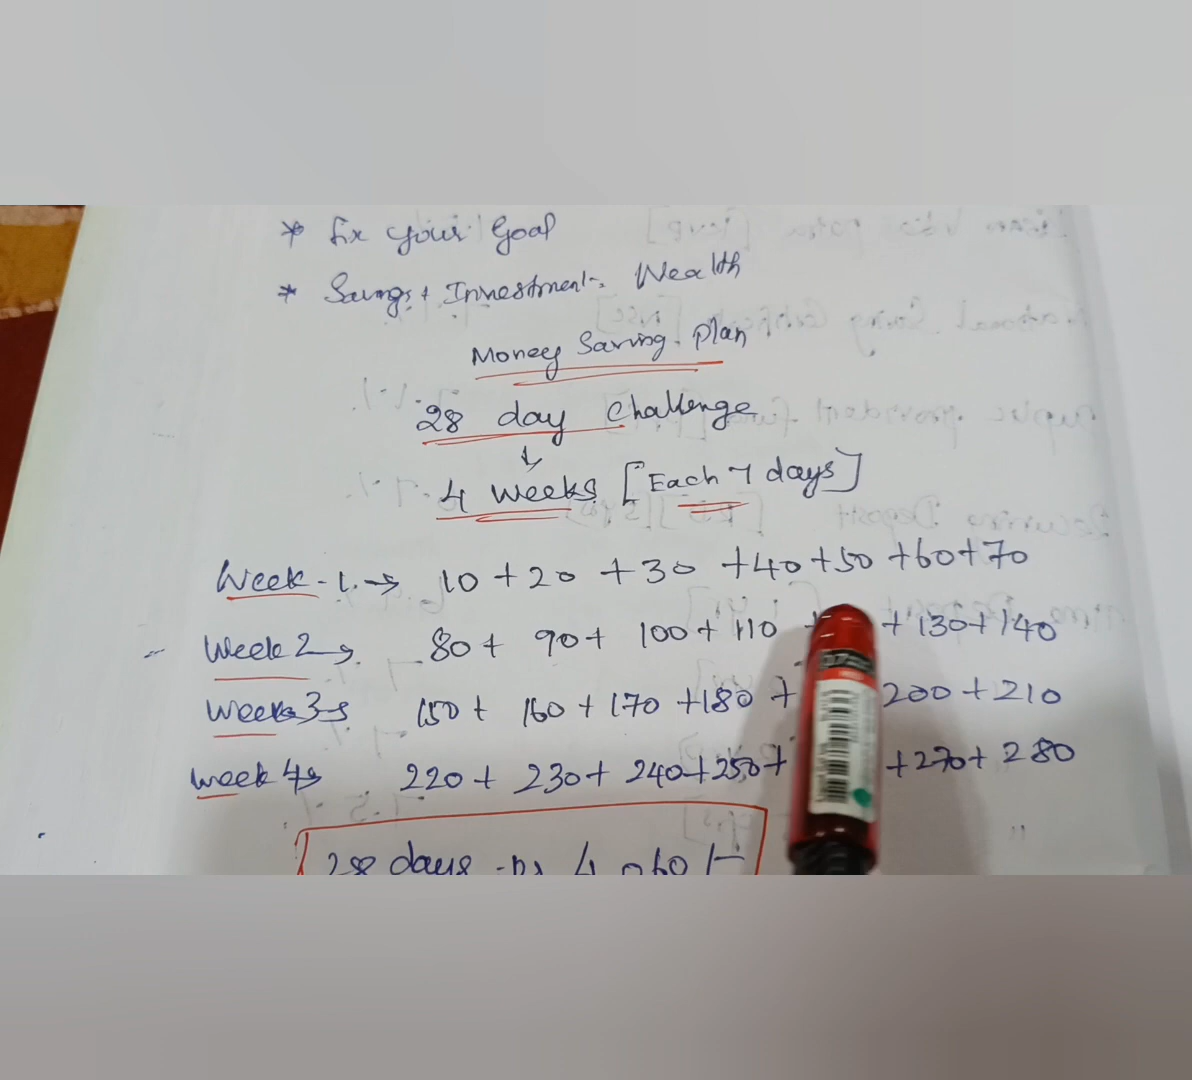 * fix your Goal
* Savings + Investment - Wealth
Money Saving Plan
28 day challenge
↓
4 weeks [Each 7 days]
Week - 1 → 10 + 20 + 30 + 40 + 50 + 60 + 70
Week 2 → 80 + 90 + 100 + 110 + + 130 + 140
Week 3 → 150 + 160 + 170 + 180 + 200 + 210
week 4 → 220 + 230 + 240 + 250 + + 270 + 280
28 days